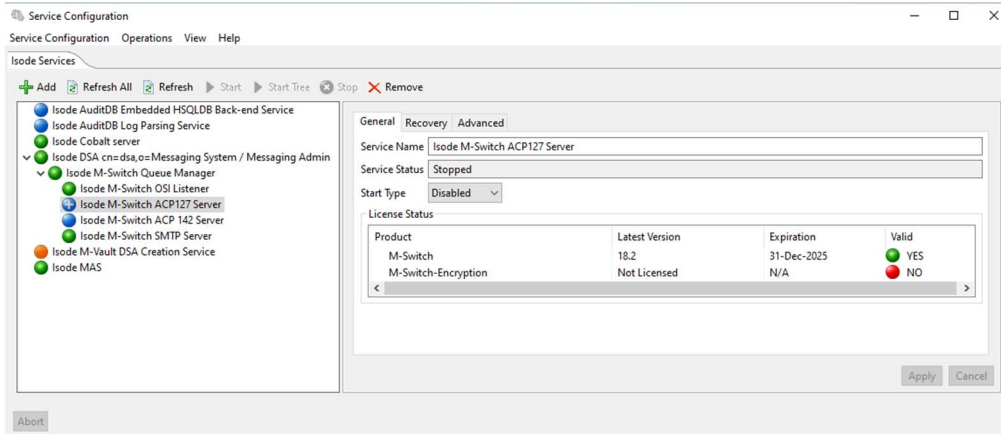 Service Configuration
Service Configuration Operations View Help
Isode Services
Add Refresh All Refresh Start Start Tree Stop Remove
Isode AuditDB Embedded HSQLDB Back-end Service
Isode AuditDB Log Parsing Service
Isode Cobalt server
Isode DSA cn=dsa,o=Messaging System / Messaging Admin
Isode M-Switch Queue Manager
Isode M-Switch OSI Listener
Isode M-Switch ACP127 Server
Isode M-Switch ACP 142 Server
Isode M-Switch SMTP Server
Isode M-Vault DSA Creation Service
Isode MAS
General Recovery Advanced
Service Name Isode M-Switch ACP127 Server
Service Status Stopped
Start Type Disabled
License Status
Product Latest Version Expiration Valid
M-Switch 18.2 31-Dec-2025 YES
M-Switch-Encryption Not Licensed N/A NO
Apply Cancel
Abort